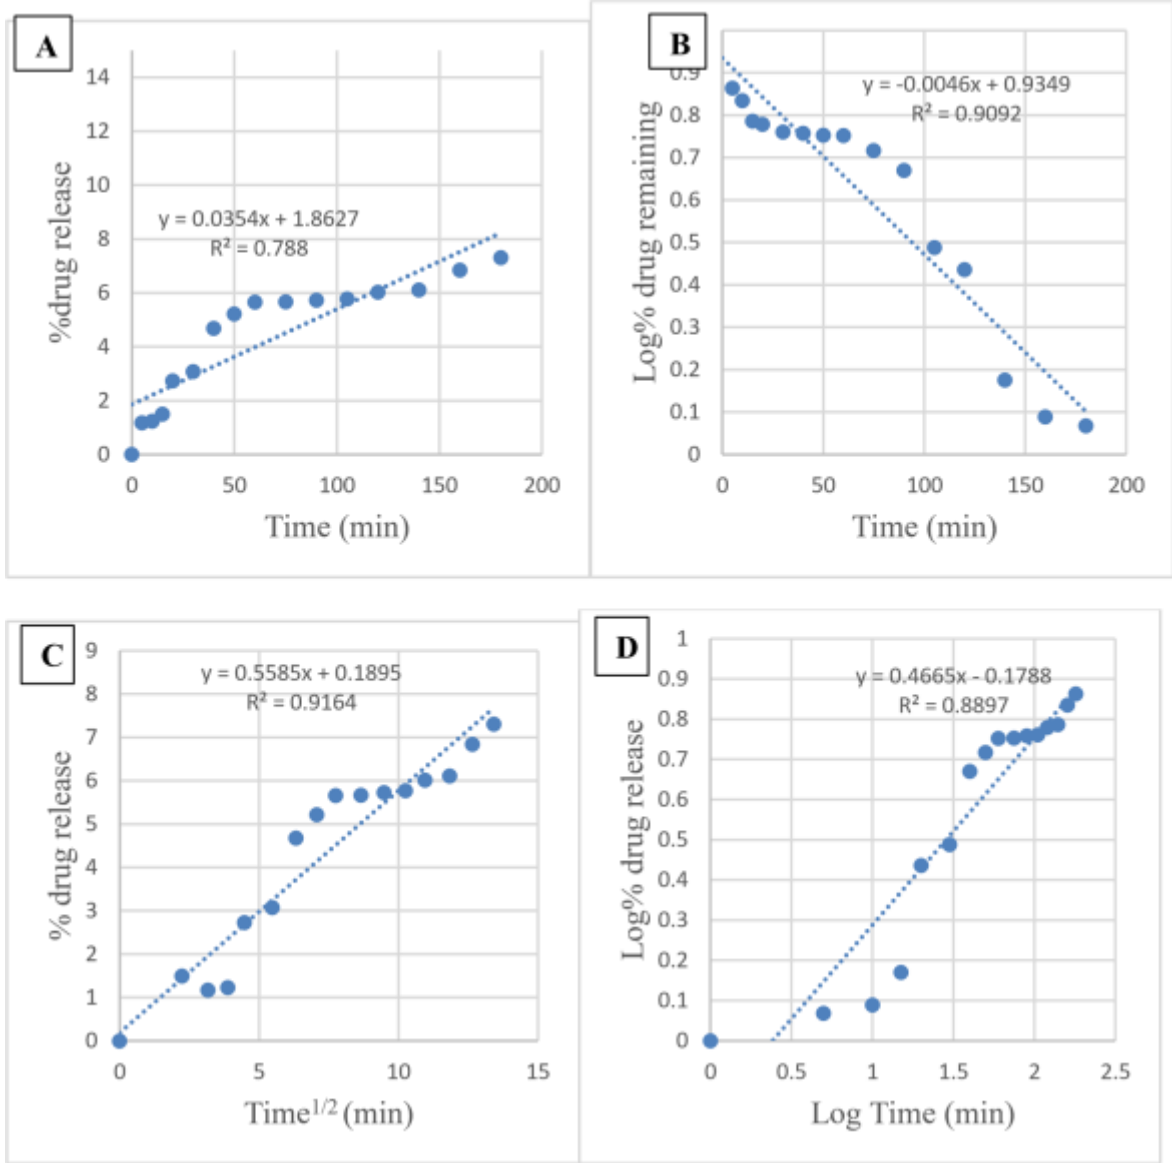 A
14
12
10
8
6
4
2
0
%drug release
y = 0.0354x + 1.8627
R² = 0.788
0 50 100 150 200
Time (min)
B
0.9
0.8
0.7
0.6
0.5
0.4
0.3
0.2
0.1
0
Log% drug remaining
y = -0.0046x + 0.9349
R² = 0.9092
0 50 100 150 200
Time (min)
C
9
8
7
6
5
4
3
2
1
0
% drug release
y = 0.5585x + 0.1895
R² = 0.9164
0 5 10 15
Time^1/2 (min)
D
1
0.9
0.8
0.7
0.6
0.5
0.4
0.3
0.2
0.1
0
Log% drug release
y = 0.4665x - 0.1788
R² = 0.8897
0 0.5 1 1.5 2 2.5
Log Time (min)